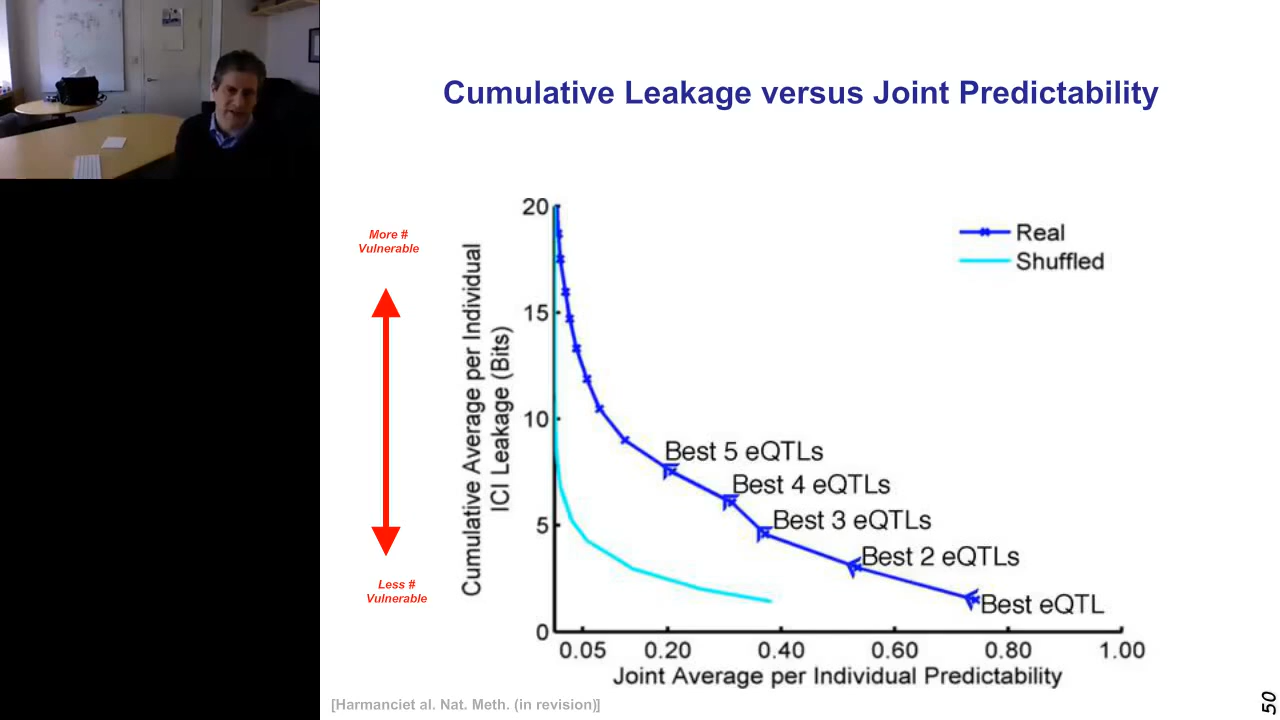 Cumulative Leakage versus Joint Predictability
More #
Vulnerable
Less #
Vulnerable
Cumulative Average per Individual
ICI Leakage (Bits)
20
15
10
5
0
Real
Shuffled
Best 5 eQTLs
Best 4 eQTLs
Best 3 eQTLs
Best 2 eQTLs
Best eQTL
0.05 0.20 0.40 0.60 0.80 1.00
Joint Average per Individual Predictability
[Harmanciet al. Nat. Meth. (in revision)]
50